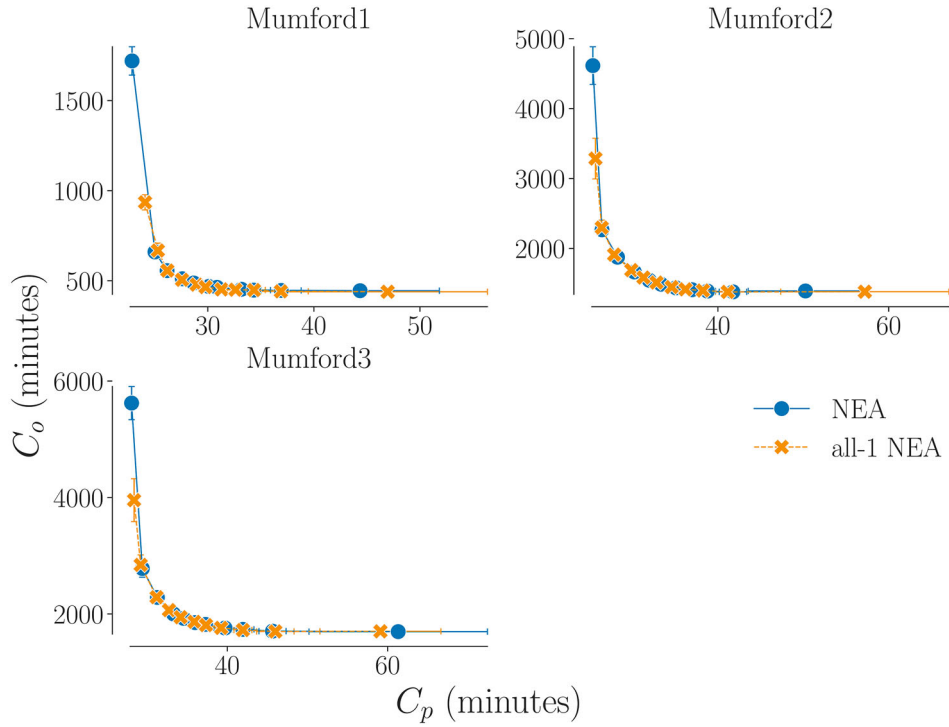 Mumford1
Mumford2
1500
1000
500
30
40
50
5000
4000
3000
2000
40
60
Mumford3
6000
4000
2000
40
60
NEA
all-1 NEA
C_o (minutes)
C_p (minutes)